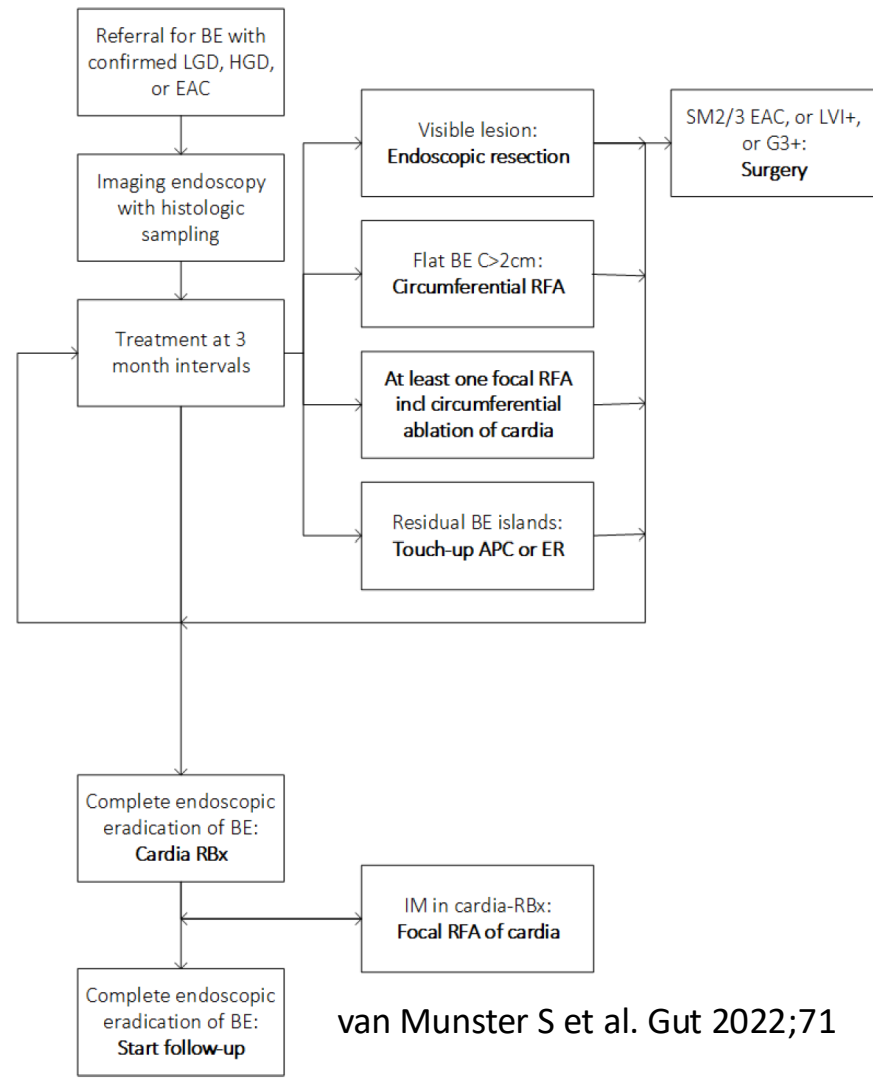 Referral for BE with
confirmed LGD, HGD,
or EAC
Imaging endoscopy
with histologic
sampling
Treatment at 3
month intervals
Visible lesion:
Endoscopic resection
SM2/3 EAC, or LVI+,
or G3+:
Surgery
Flat BE C>2cm:
Circumferential RFA
At least one focal RFA
incl circumferential
ablation of cardia
Residual BE islands:
Touch-up APC or ER
Complete endoscopic
eradication of BE:
Cardia RBx
IM in cardia-RBx:
Focal RFA of cardia
Complete endoscopic
eradication of BE:
Start follow-up
van Munster S et al. Gut 2022;71